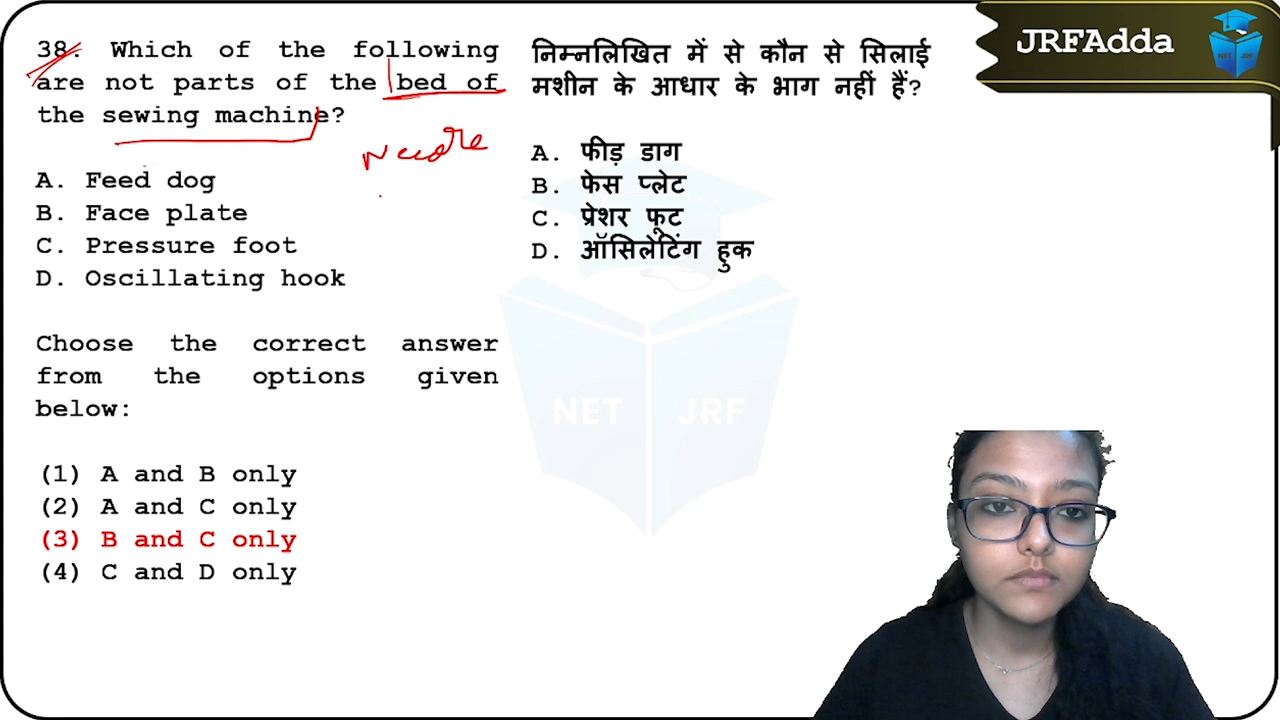 JRFAdda
NET JRF
38. Which of the following
are not parts of the bed of
the sewing machine?
Needle
A. Feed dog
B. Face plate
C. Pressure foot
D. Oscillating hook
Choose the correct answer
from the options given
below:
(1) A and B only
(2) A and C only
(3) B and C only
(4) C and D only
निम्नलिखित में से कौन से सिलाई
मशीन के आधार के भाग नहीं हैं?
A. फीड़ डाग
B. फेस प्लेट
C. प्रेशर फूट
D. ऑसिलेटिंग हुक
NET JRF